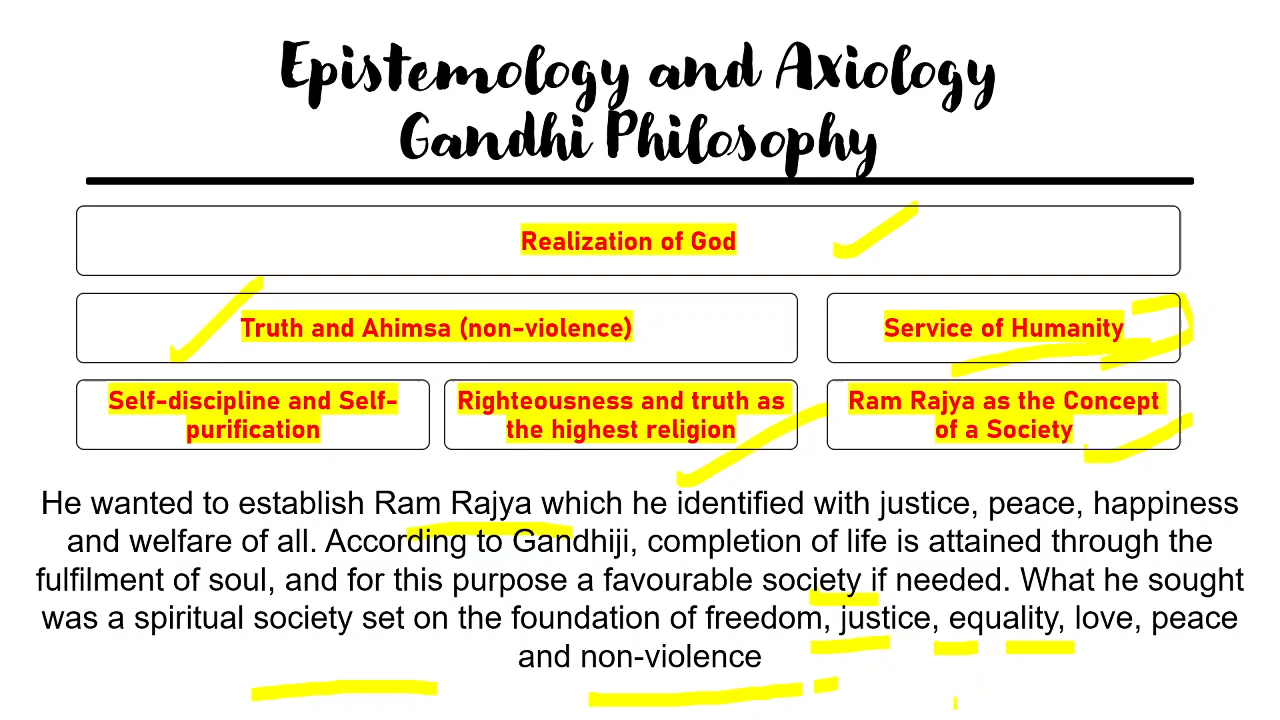 Epistemology and Axiology
Gandhi Philosophy
Realization of God
Truth and Ahimsa (non-violence)
Service of Humanity
Self-discipline and Self-
purification
Righteousness and truth as
the highest religion
Ram Rajya as the Concept
of a Society
He wanted to establish Ram Rajya which he identified with justice, peace, happiness
and welfare of all. According to Gandhiji, completion of life is attained through the
fulfilment of soul, and for this purpose a favourable society if needed. What he sought
was a spiritual society set on the foundation of freedom, justice, equality, love, peace
and non-violence